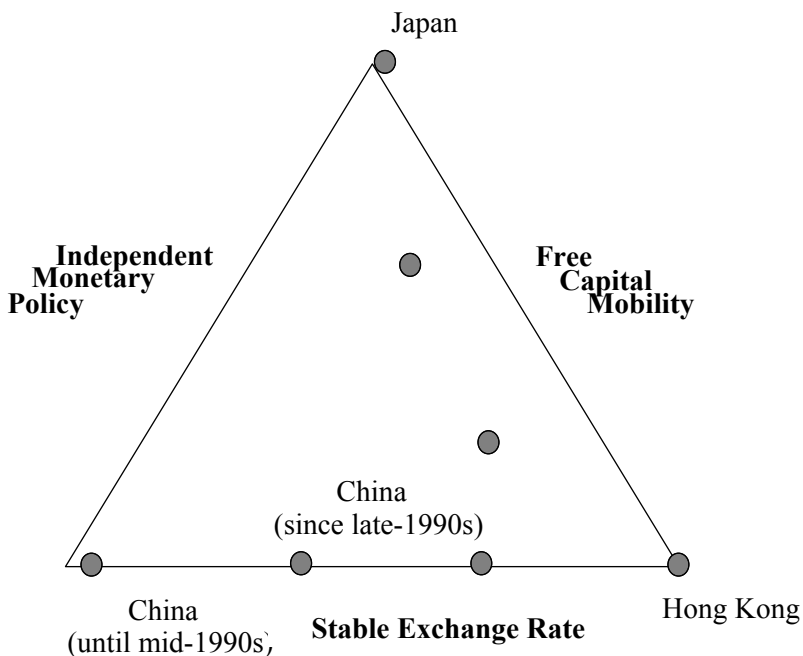 Japan
Independent
Monetary
Policy
Free
Capital
Mobility
China
(since late-1990s)
China
(until mid-1990s),
Stable Exchange Rate
Hong Kong